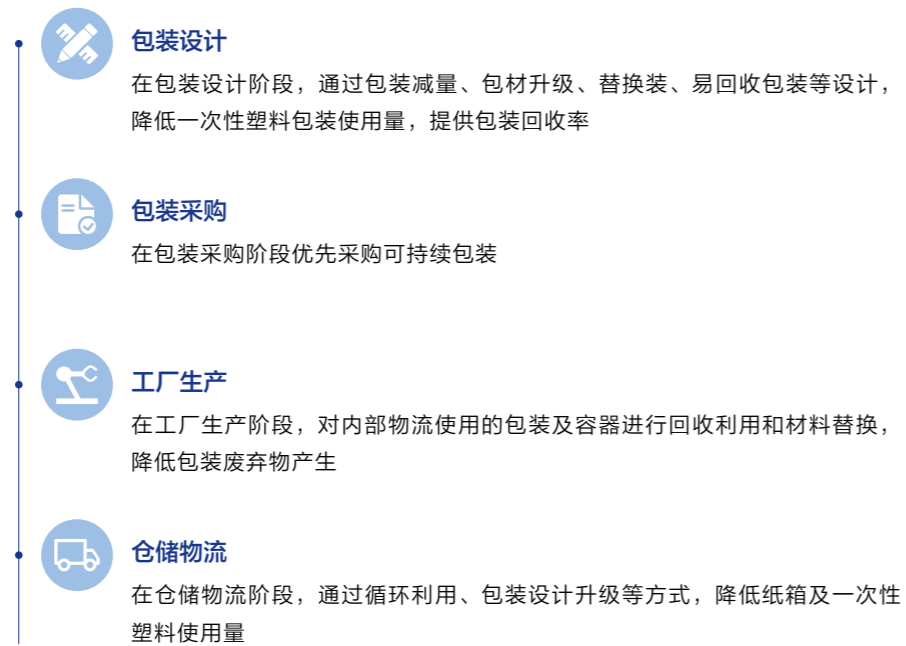 包装设计
在包装设计阶段，通过包装减量、包材升级、替换装、易回收包装等设计，
降低一次性塑料包装使用量，提供包装回收率
包装采购
在包装采购阶段优先采购可持续包装
工厂生产
在工厂生产阶段，对内部物流使用的包装及容器进行回收利用和材料替换，
降低包装废弃物产生
仓储物流
在仓储物流阶段，通过循环利用、包装设计升级等方式，降低纸箱及一次性
塑料使用量